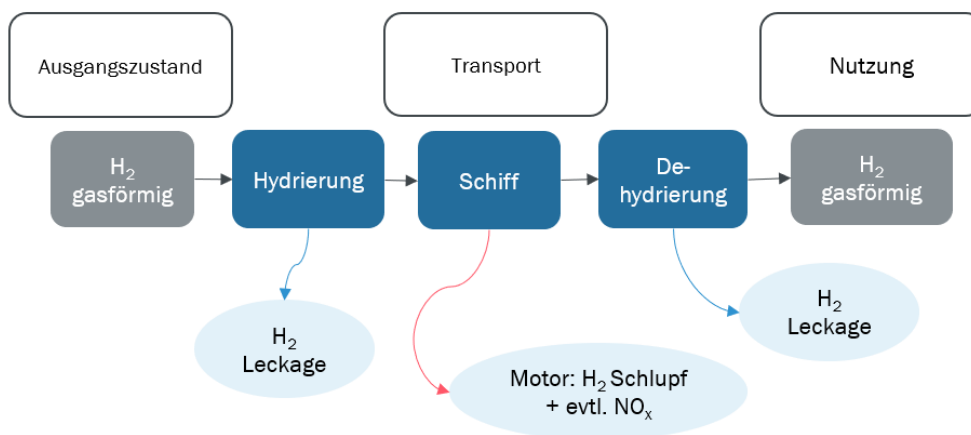 Ausgangszustand
Transport
Nutzung
H₂
gasförmig
Hydrierung
Schiff
De-
hydrierung
H₂
gasförmig
H₂
Leckage
Motor: H₂ Schlupf
+ evtl. NOₓ
H₂
Leckage